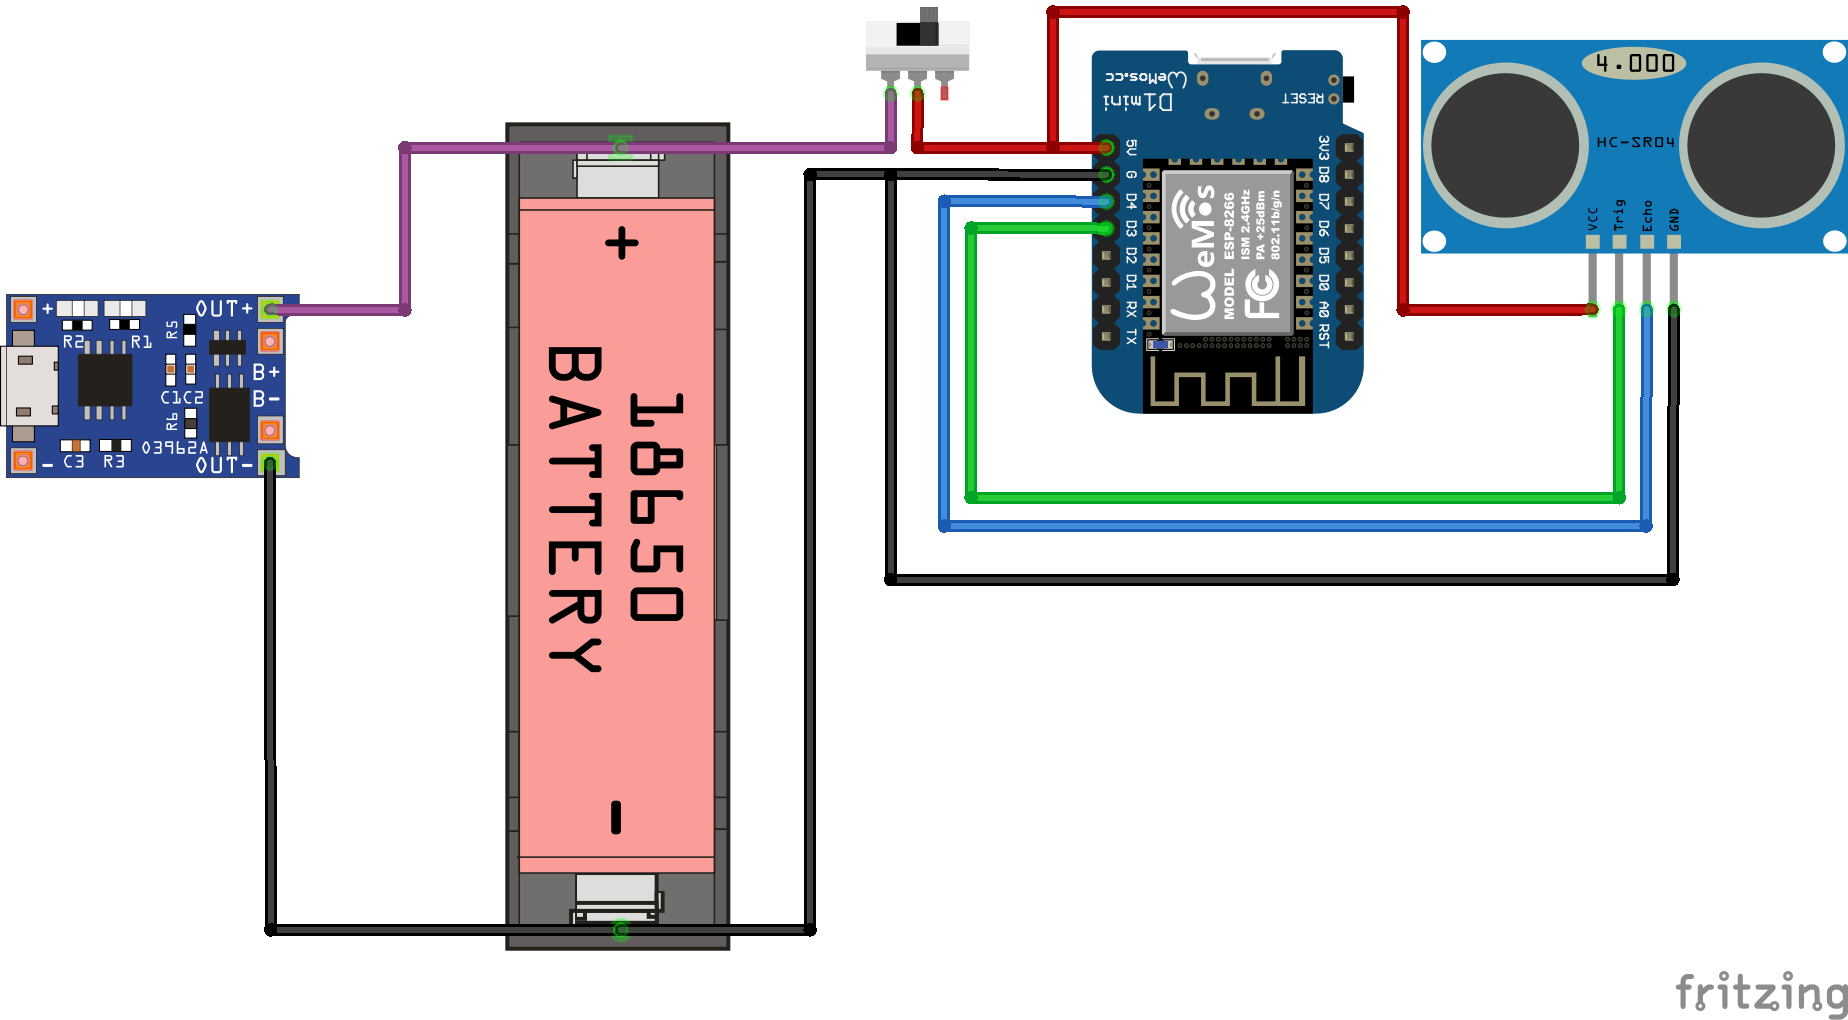 +
R2
R1
R5
OUT+
B+
B-
C1C2
R6
03962A
-
C3
R3
OUT-
+
18650
BATTERY
-
WeMos.cc
D1mini
RESET
5V
G
D4
D3
D2
D1
RX
TX
3V3
D8
D7
D6
D5
D0
A0
RST
WeMos
MODEL ESP-8266
ISM 2.4GHz
PA +25dBm
802.11b/g/n
FC
4.000
HC-SR04
VCC
Trig
Echo
GND
fritzing